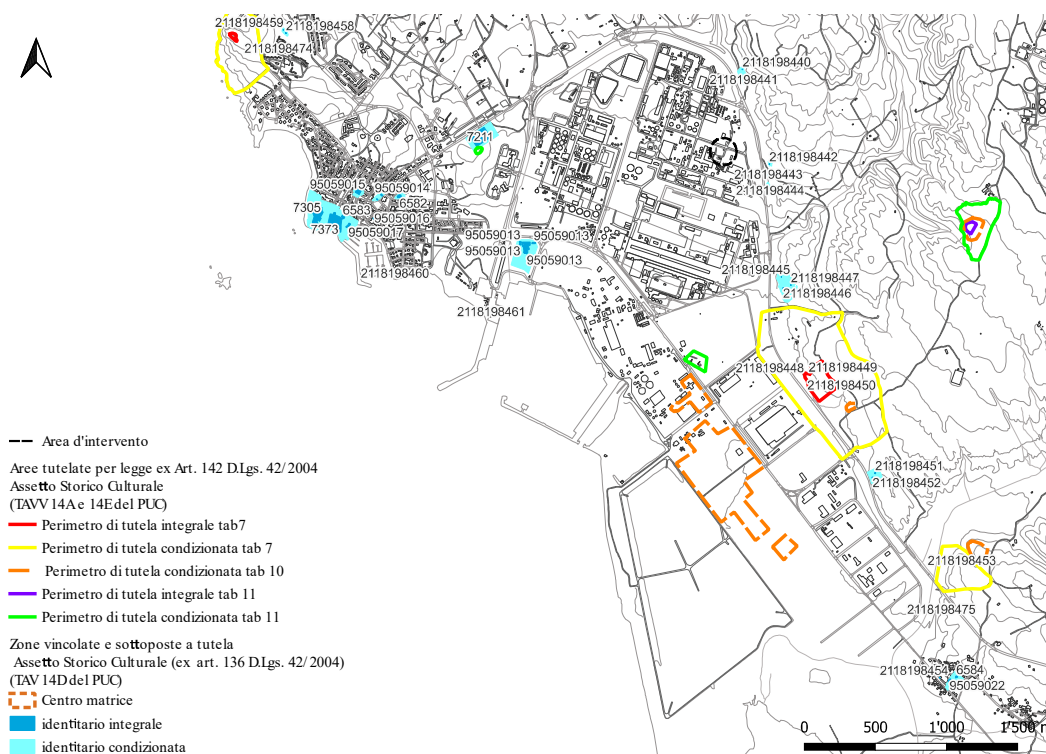 2118198459
2118198458
2118198474
2118198440
2118198441
7211
2118198442
2118198443
2118198444
95059015
95059014
7305
6583
6582
95059016
7373
95059017
95059013
95059013
95059013
95059013
2118198460
2118198445
2118198447
2118198446
2118198461
2118198448
2118198449
2118198450
Area d'intervento
Aree tutelate per legge ex Art. 142 D.Lgs. 42/2004
Assetto Storico Culturale
(TAVV 14A e 14E del PUC)
Perimetro di tutela integrale tab7
Perimetro di tutela condizionata tab 7
Perimetro di tutela condizionata tab 10
Perimetro di tutela integrale tab 11
Perimetro di tutela condizionata tab 11
Zone vincolate e sottoposte a tutela
Assetto Storico Culturale (ex art. 136 D.Lgs. 42/2004)
(TAV 14D del PUC)
Centro matrice
identitario integrale
identitario condizionata
2118198451
2118198452
2118198453
2118198475
2118198454
6584
95059022
0 500 1'000 1'500 m